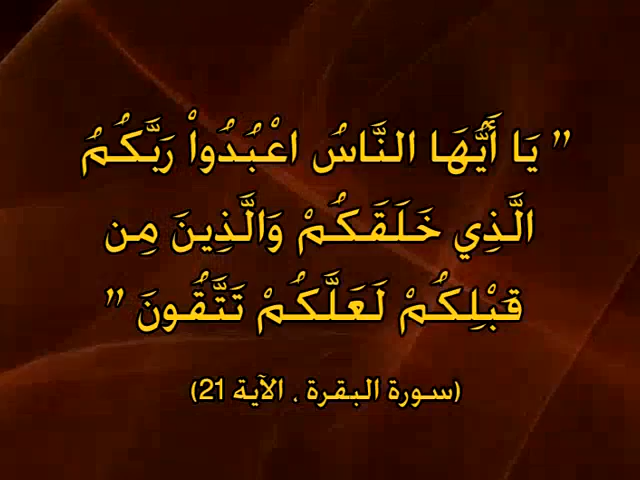 " يَا أَيُّهَا النَّاسُ اعْبُدُواْ رَبَّكُمُ
الَّذِي خَلَقَكُمْ وَالَّذِينَ مِن
قَبْلِكُمْ لَعَلَّكُمْ تَتَّقُونَ "
(سورة البقرة ، الآية 21)